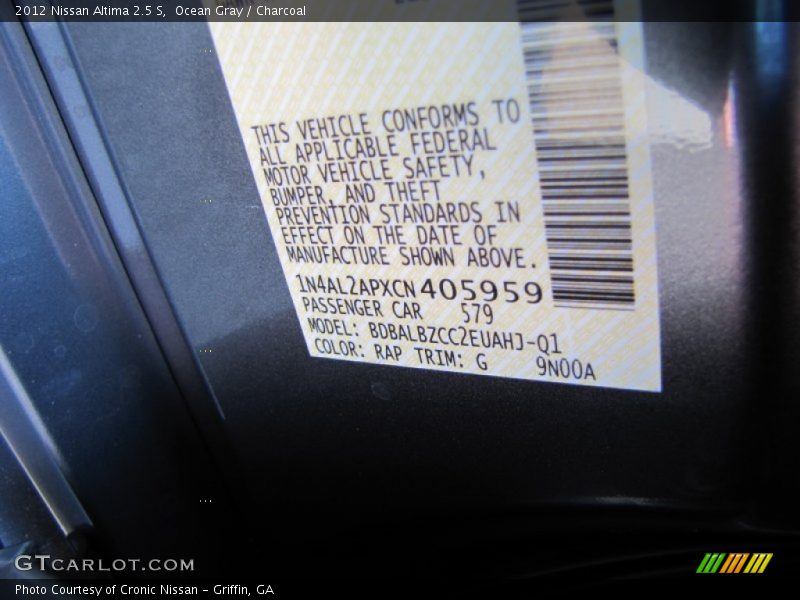 2012 Nissan Altima 2.5 S, Ocean Gray / Charcoal
THIS VEHICLE CONFORMS TO
ALL APPLICABLE FEDERAL
MOTOR VEHICLE SAFETY,
BUMPER, AND THEFT
PREVENTION STANDARDS IN
EFFECT ON THE DATE OF
MANUFACTURE SHOWN ABOVE.
1N4AL2APXCN405959
PASSENGER CAR 579
MODEL: BDBALBZCC2EUAHJ-Q1
COLOR: RAP TRIM: G 9N00A
GTCARLOT.COM
Photo Courtesy of Cronic Nissan - Griffin, GA